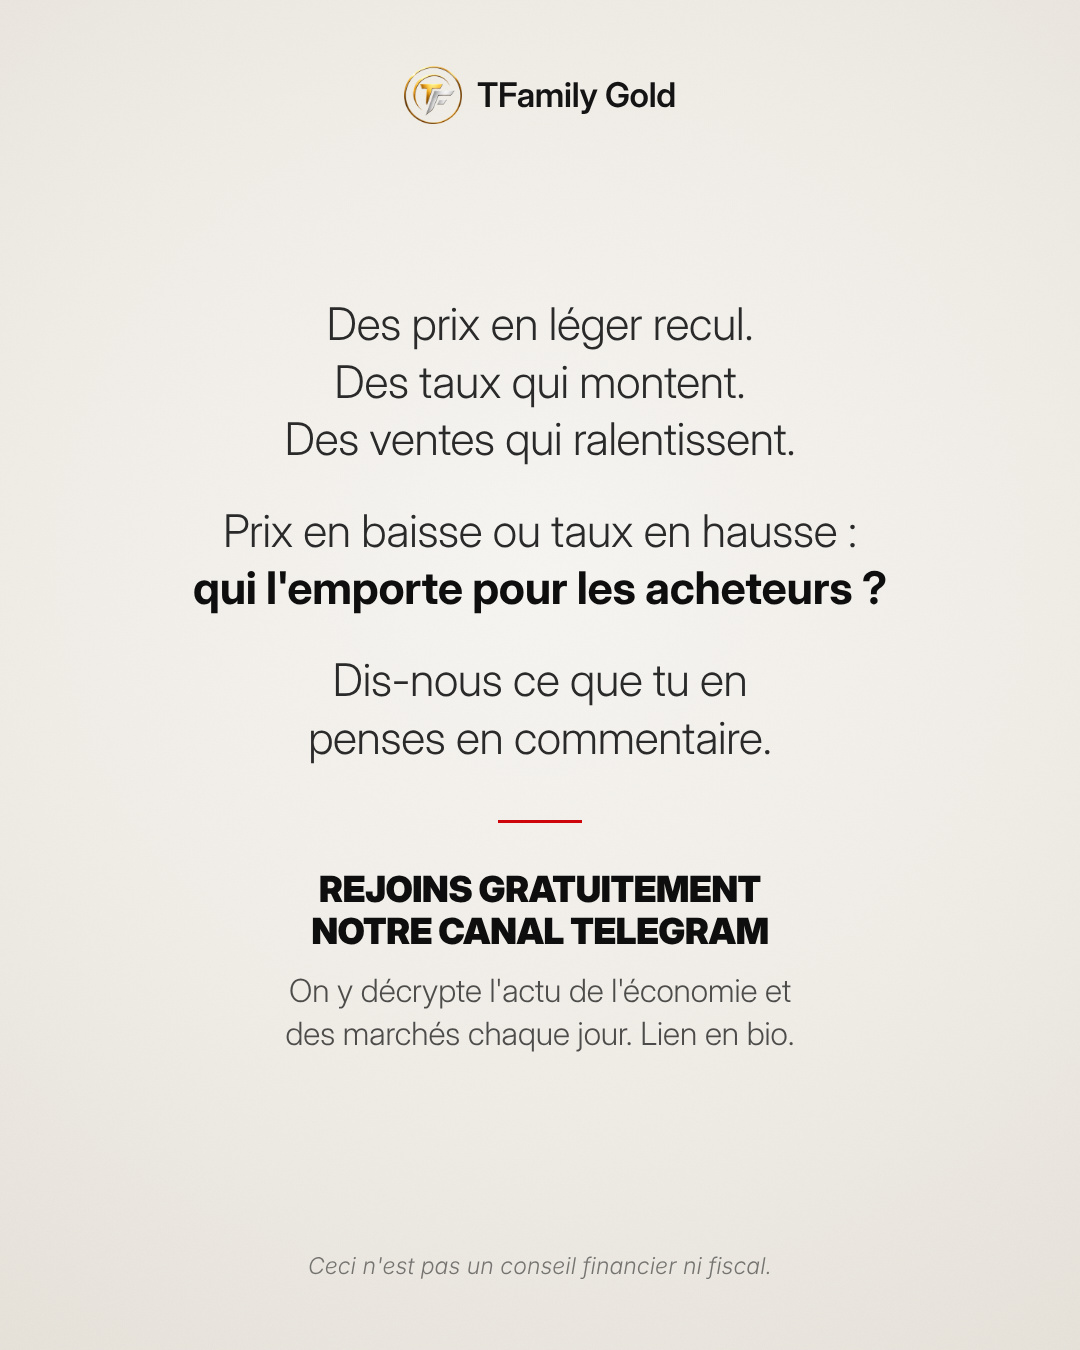 TF TFamily Gold
Des prix en léger recul.
Des taux qui montent.
Des ventes qui ralentissent.
Prix en baisse ou taux en hausse :
qui l'emporte pour les acheteurs ?
Dis-nous ce que tu en
penses en commentaire.
REJOINS GRATUITEMENT
NOTRE CANAL TELEGRAM
On y décrypte l'actu de l'économie et
des marchés chaque jour. Lien en bio.
Ceci n'est pas un conseil financier ni fiscal.